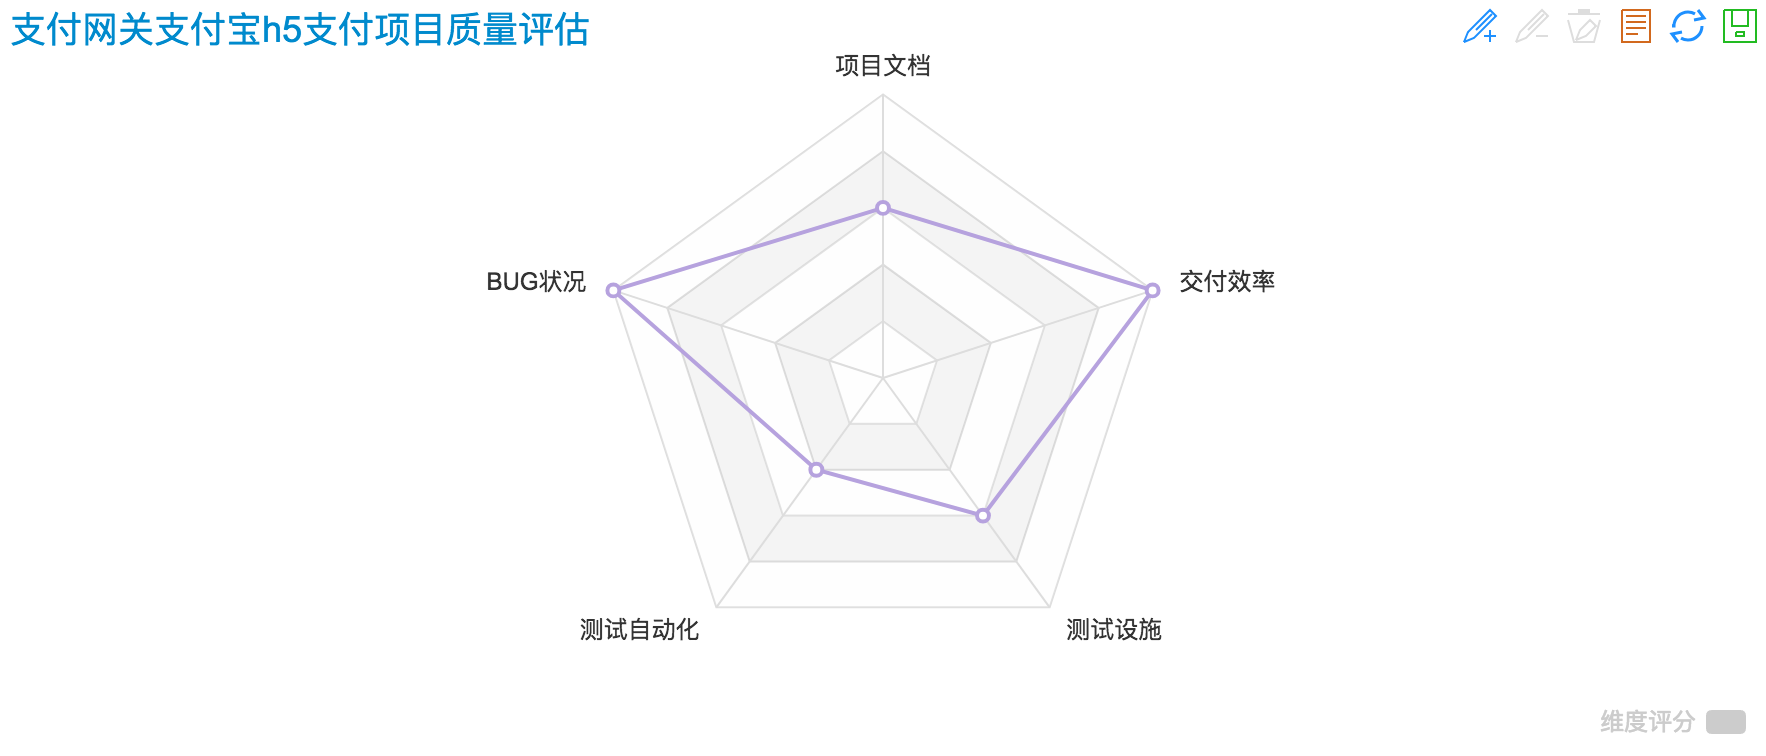 支付网关支付宝h5支付项目质量评估
项目文档
BUG状况
交付效率
测试自动化
测试设施
维度评分